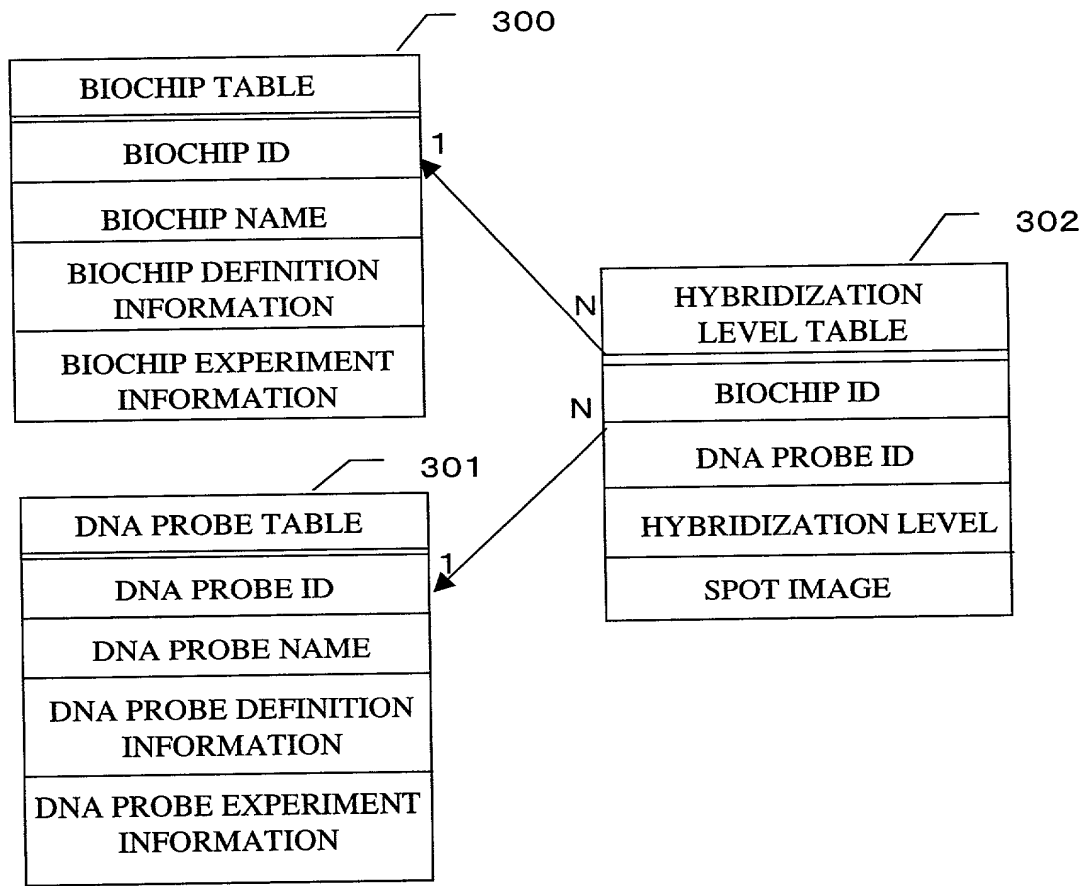 300
BIOCHIP TABLE
BIOCHIP ID
BIOCHIP NAME
BIOCHIP DEFINITION
INFORMATION
BIOCHIP EXPERIMENT
INFORMATION
1
N
302
HYBRIDIZATION
LEVEL TABLE
BIOCHIP ID
DNA PROBE ID
HYBRIDIZATION LEVEL
SPOT IMAGE
N
1
301
DNA PROBE TABLE
DNA PROBE ID
DNA PROBE NAME
DNA PROBE DEFINITION
INFORMATION
DNA PROBE EXPERIMENT
INFORMATION